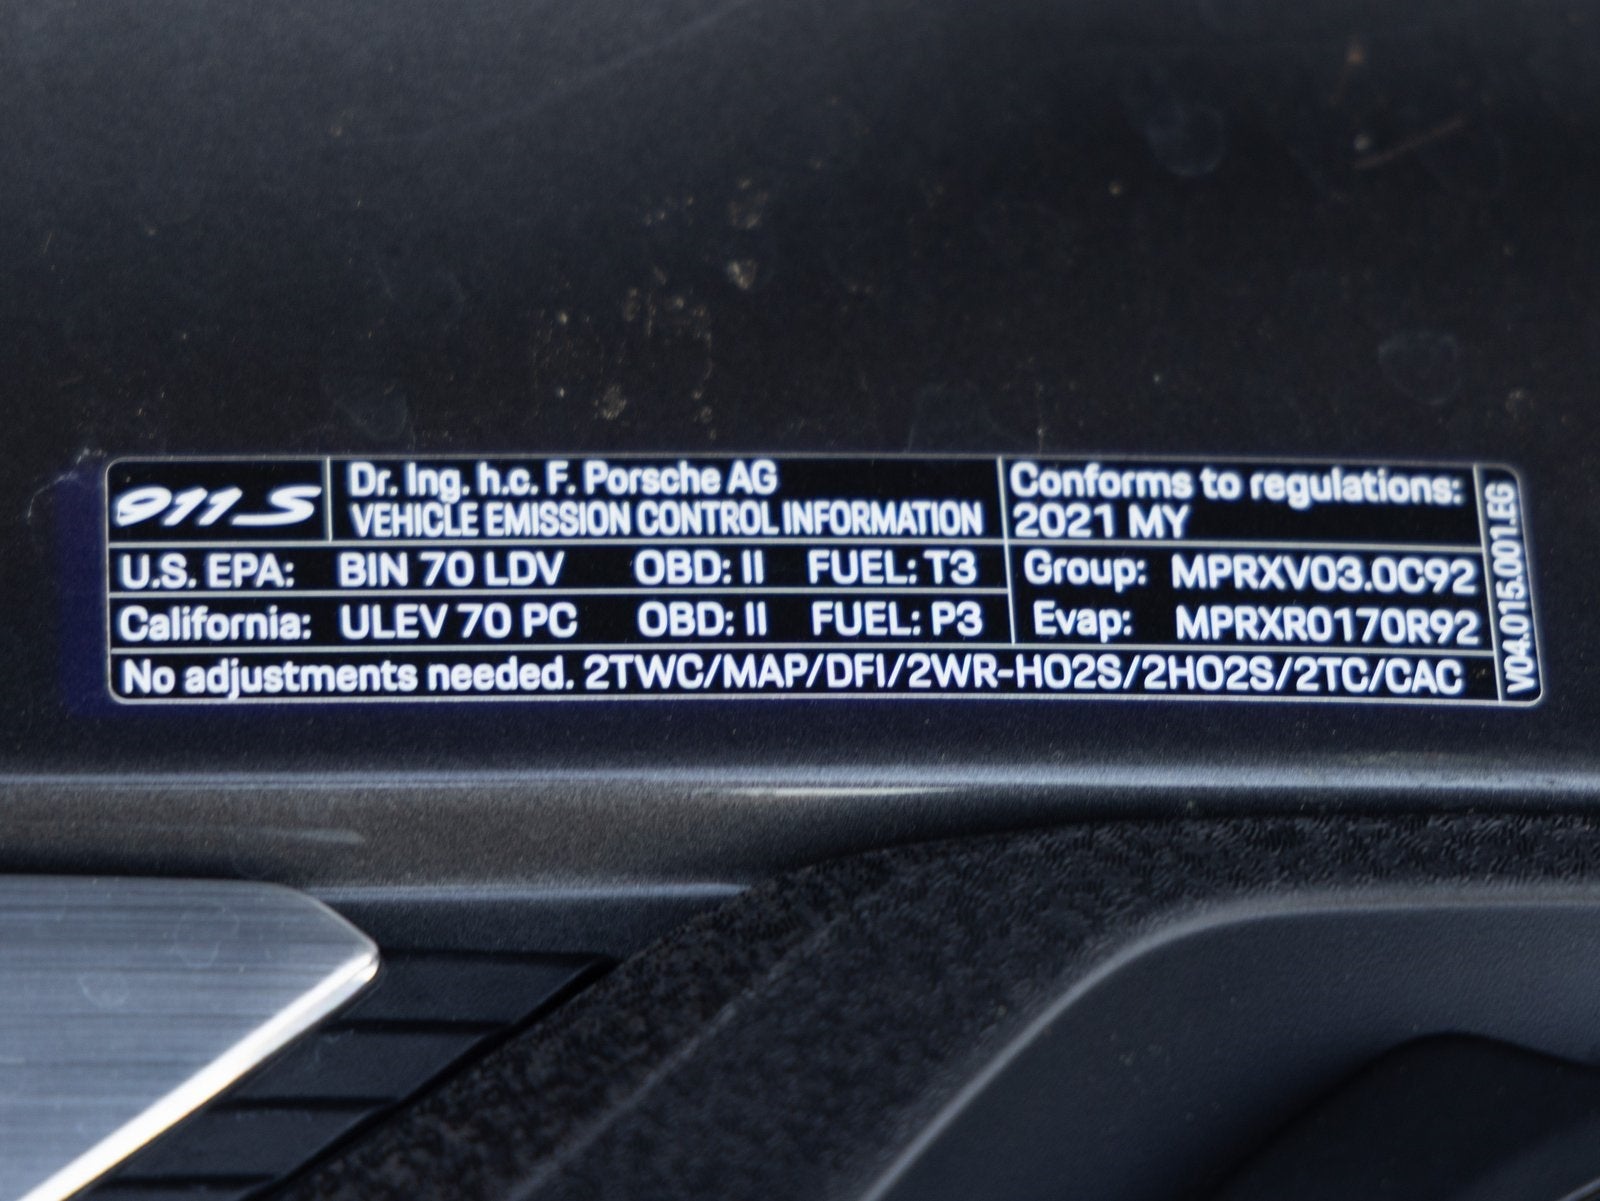 911 S
Dr. Ing. h.c. F. Porsche AG
VEHICLE EMISSION CONTROL INFORMATION
Conforms to regulations:
2021 MY
U.S. EPA: BIN 70 LDV OBD: II FUEL: T3
Group: MPRXV03.0C92
California: ULEV 70 PC OBD: II FUEL: P3
Evap: MPRXR0170R92
No adjustments needed. 2TWC/MAP/DFI/2WR-HO2S/2HO2S/2TC/CAC
V04.015.001.EG